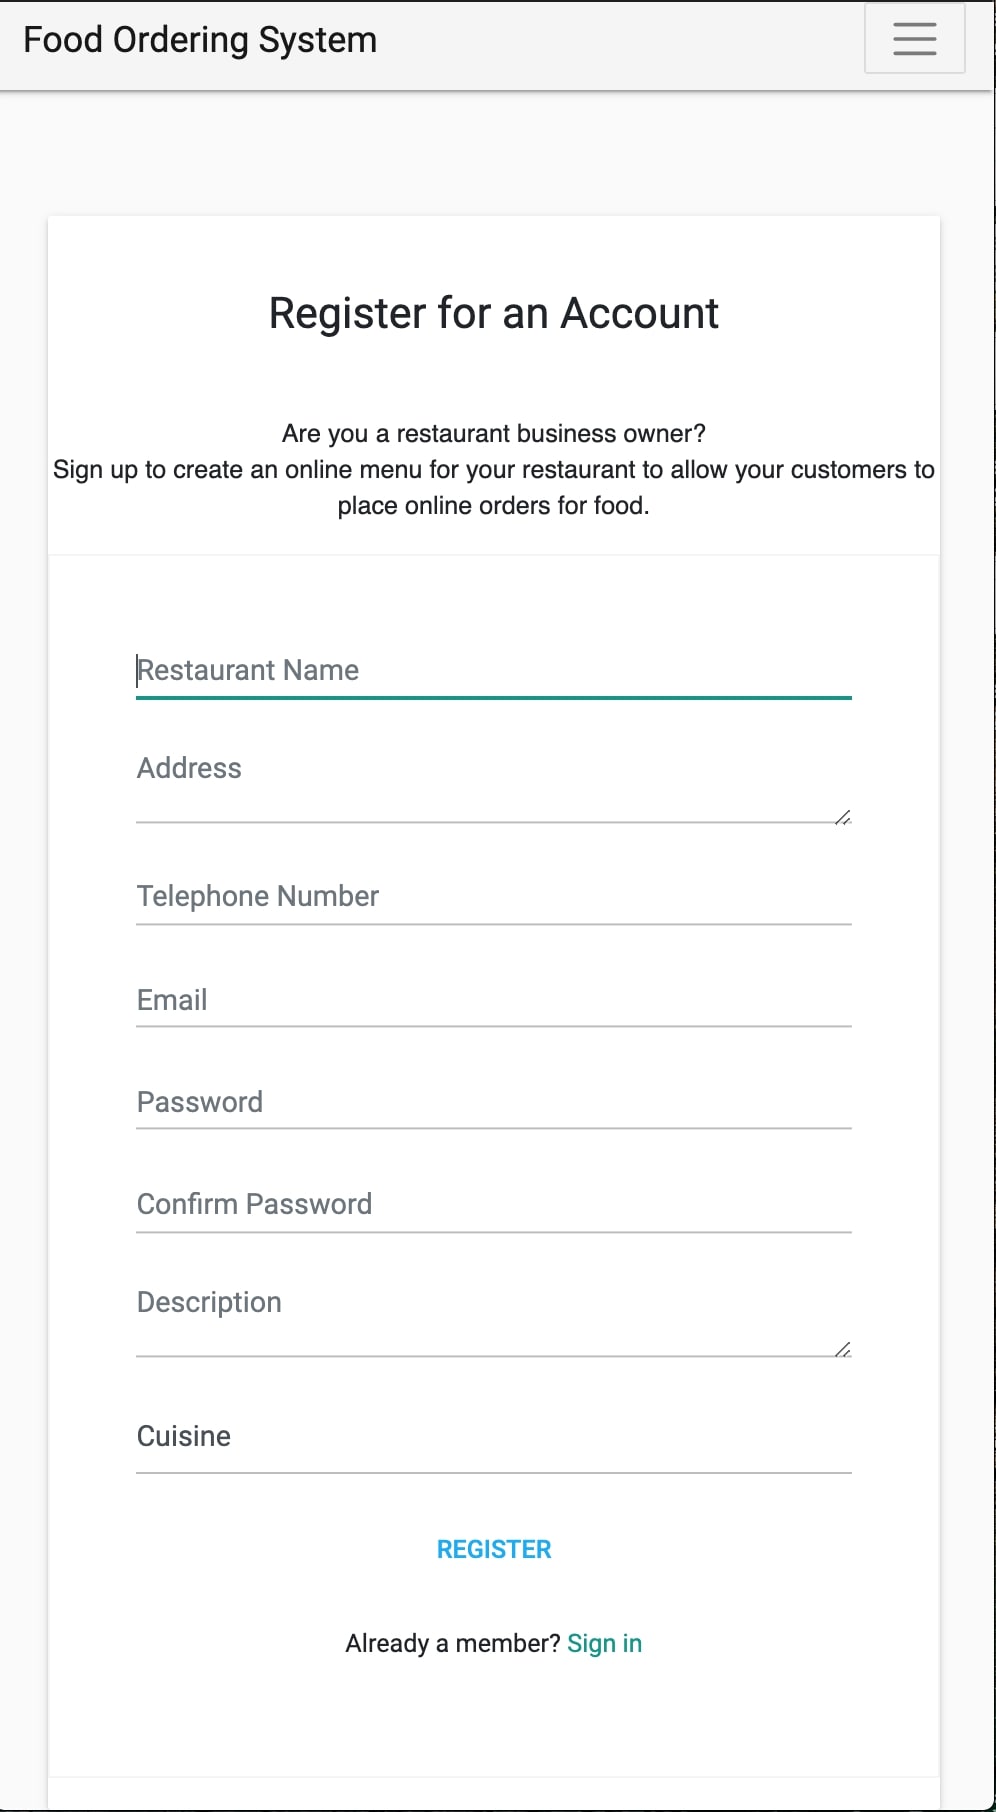 Food Ordering System
Register for an Account
Are you a restaurant business owner?
Sign up to create an online menu for your restaurant to allow your customers to
place online orders for food.
Restaurant Name
Address
Telephone Number
Email
Password
Confirm Password
Description
Cuisine
REGISTER
Already a member? Sign in